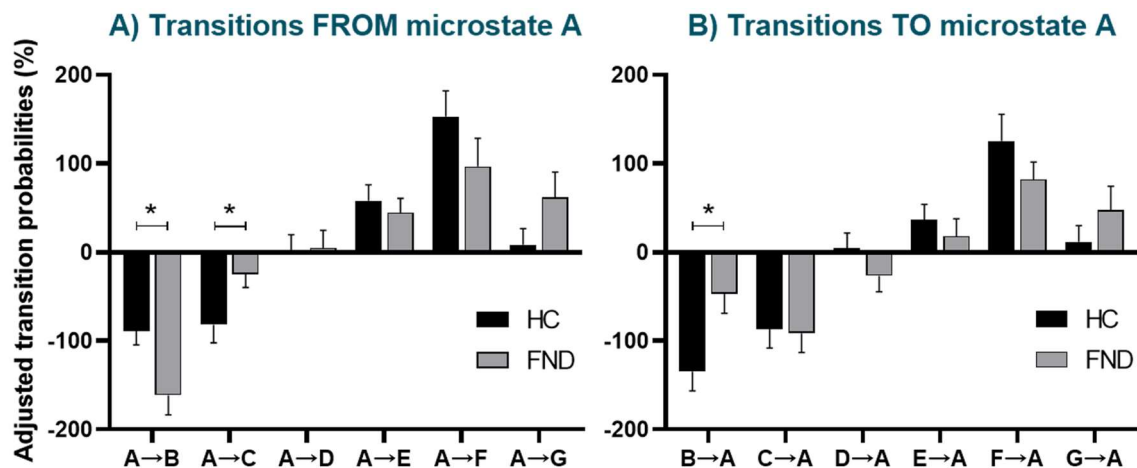 A) Transitions FROM microstate A
B) Transitions TO microstate A
Adjusted transition probabilities (%)
200
100
0
-100
-200
*
*
HC
FND
A→B
A→C
A→D
A→E
A→F
A→G
200
100
0
-100
-200
*
HC
FND
B→A
C→A
D→A
E→A
F→A
G→A